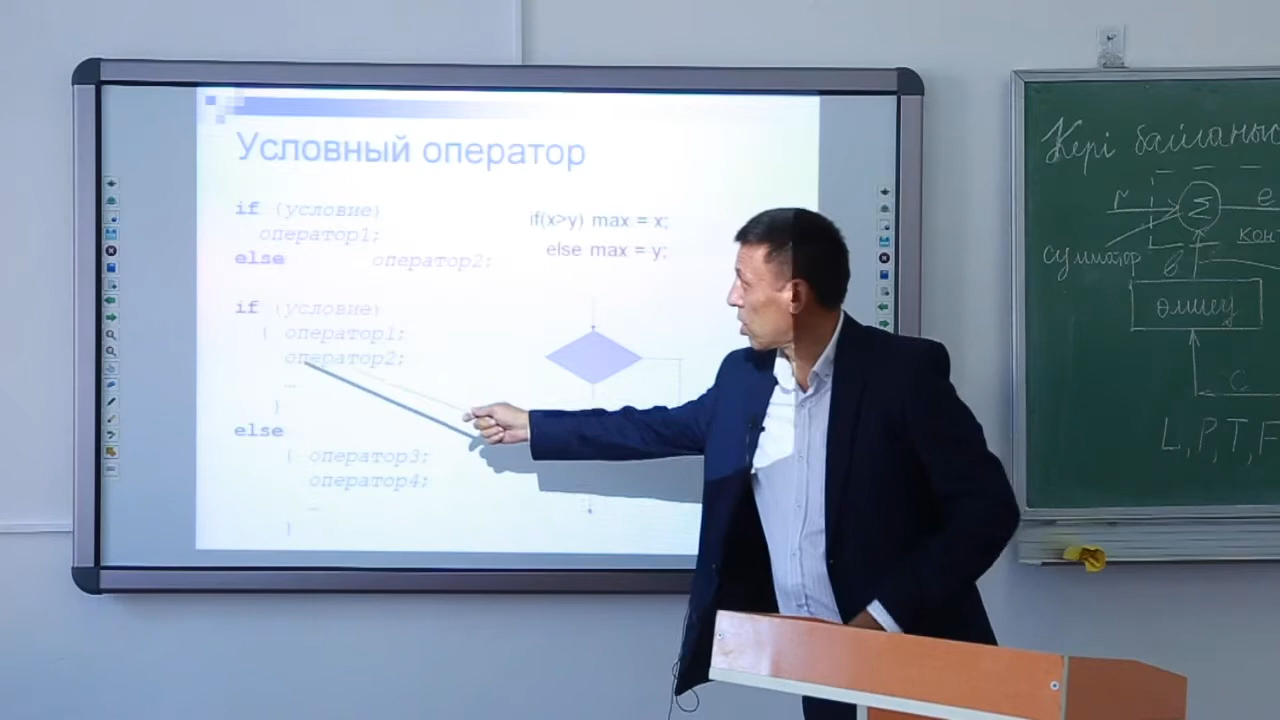 Условный оператор
if (условие)
оператор1;
else оператор2;
if(x>y) max = x;
else max = y;
if (условие)
{ оператор1;
оператор2;
…
}
else
{ оператор3;
оператор4;
…
}
Кері байланыс
r Σ e
сумматор в
өлшеу
C
L, P, T, F